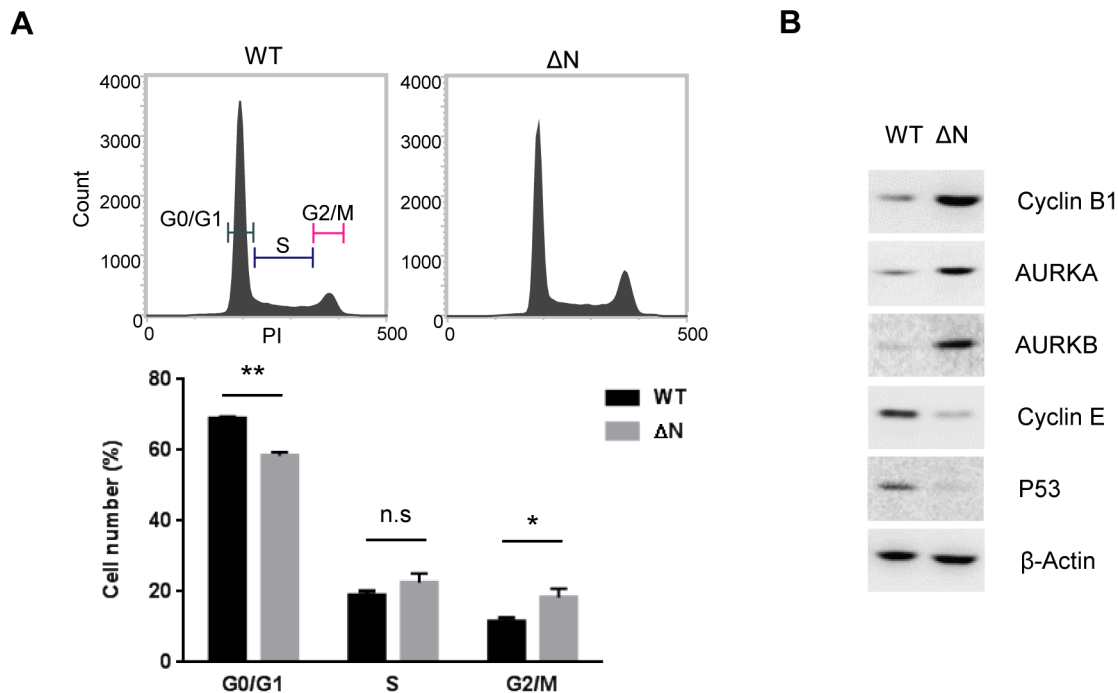 A
WT
ΔN
4000
3000
2000
1000
0
Count
G0/G1
S
G2/M
0
PI
500
4000
3000
2000
1000
0
0
500
80
60
40
20
0
Cell number (%)
**
n.s
*
WT
ΔN
G0/G1
S
G2/M
B
WT ΔN
Cyclin B1
AURKA
AURKB
Cyclin E
P53
β-Actin